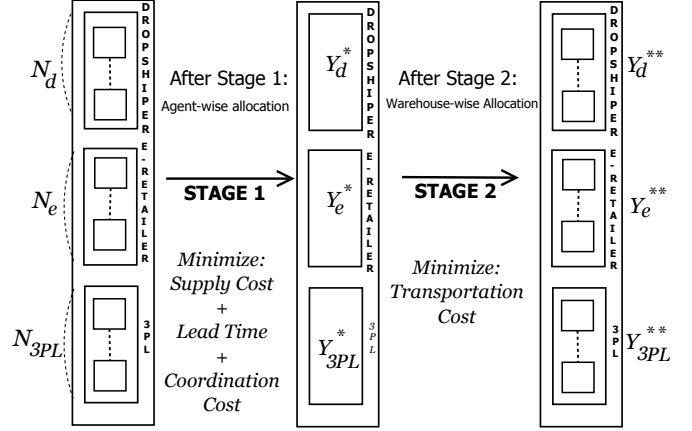 N_d
N_e
N_3PL
DROPSHIPER
E-RETAILER
3PL
After Stage 1:
Agent-wise allocation
STAGE 1
Minimize:
Supply Cost
+
Lead Time
+
Coordination
Cost
Y_d^*
Y_e^*
Y_3PL^*
DROPSHIPER
E-RETAILER
3PL
After Stage 2:
Warehouse-wise Allocation
STAGE 2
Minimize:
Transportation
Cost
DROPSHIPER
E-RETAILER
3PL
Y_d^**
Y_e^**
Y_3PL^**